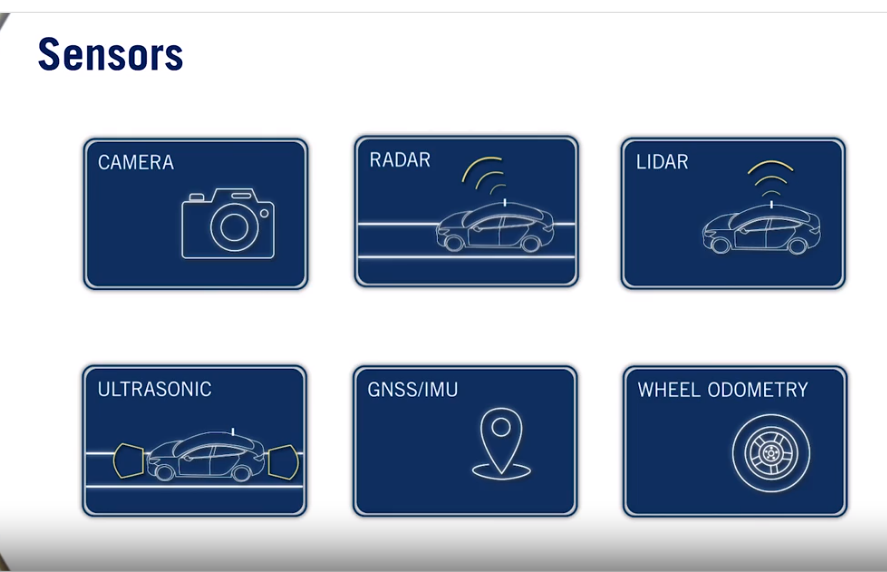 Sensors
CAMERA
RADAR
LIDAR
ULTRASONIC
GNSS/IMU
WHEEL ODOMETRY